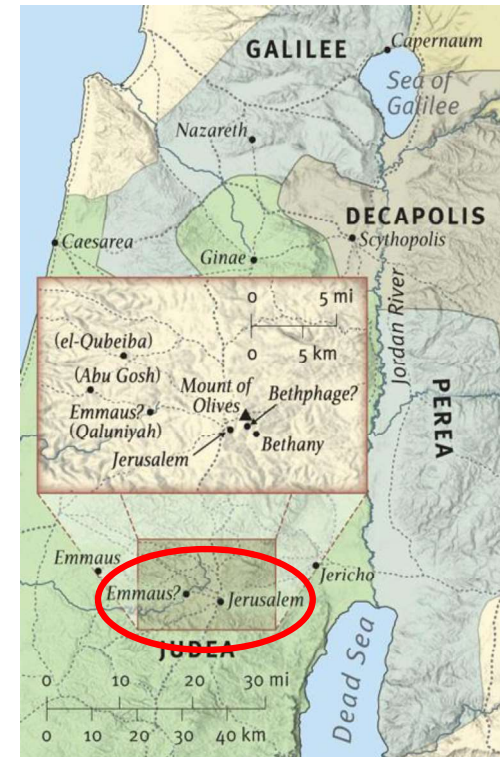 GALILEE
Capernaum
Sea of
Galilee
Nazareth
DECAPOLIS
Scythopolis
Caesarea
Ginae
Jordan River
PEREA
0 5 mi
0 5 km
(el-Qubeiba)
(Abu Gosh)
Emmaus?
(Qaluniyah)
Mount of
Olives
Bethphage?
Jerusalem
Bethany
Emmaus
Jericho
Emmaus?
Jerusalem
JUDEA
Dead Sea
0 10 20 30 mi
0 10 20 30 40 km